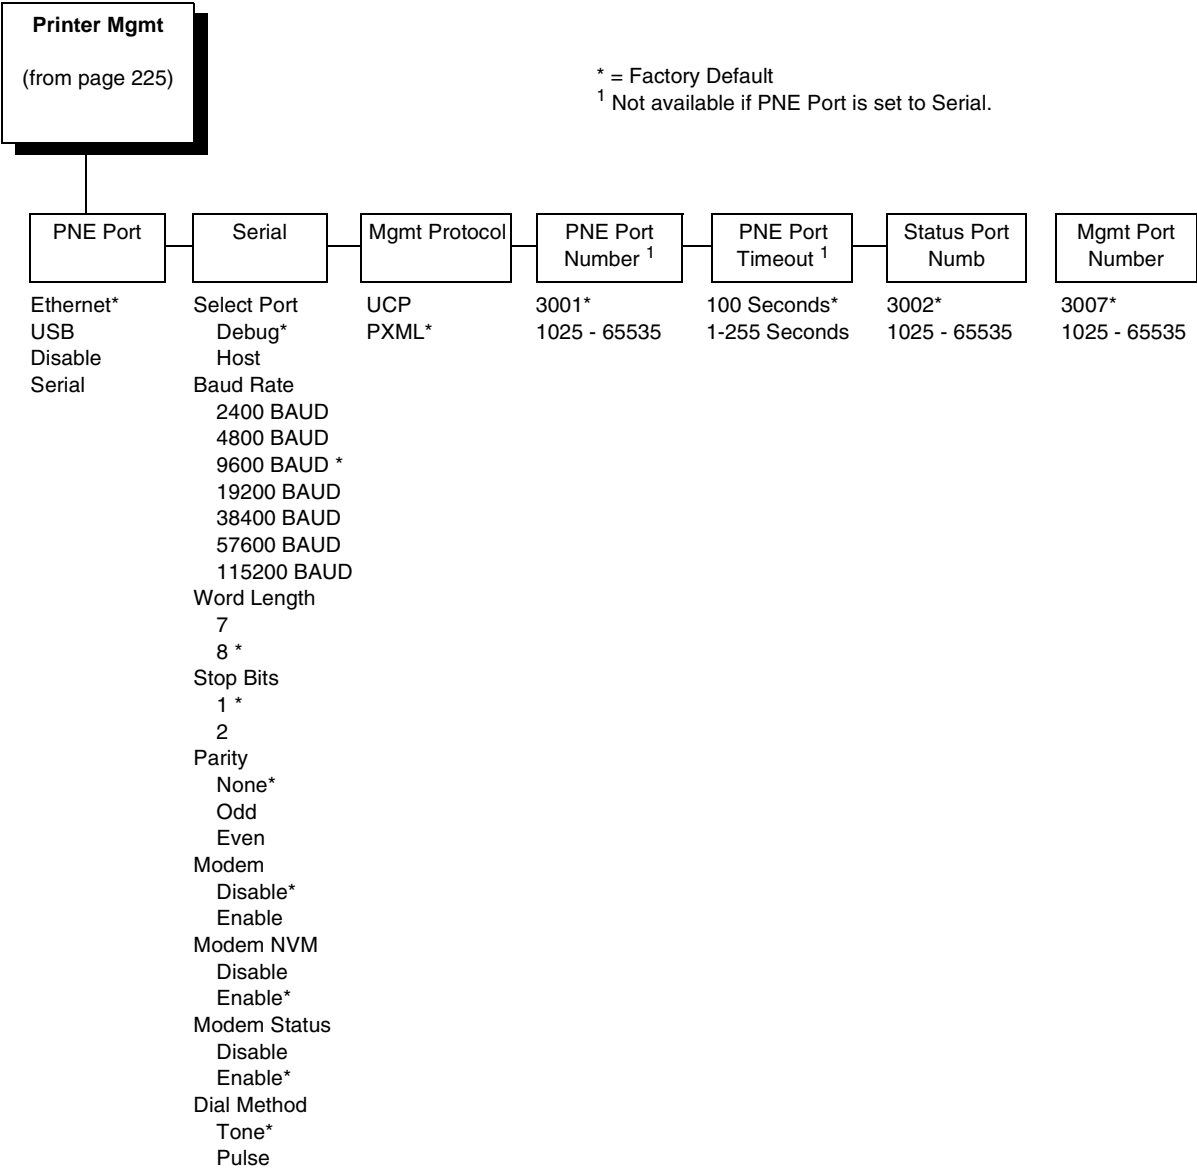 Printer Mgmt
(from page 225)
* = Factory Default
1 Not available if PNE Port is set to Serial.
PNE Port
Ethernet*
USB
Disable
Serial
Serial
Select Port
Debug*
Host
Baud Rate
2400 BAUD
4800 BAUD
9600 BAUD *
19200 BAUD
38400 BAUD
57600 BAUD
115200 BAUD
Word Length
7
8 *
Stop Bits
1 *
2
Parity
None*
Odd
Even
Modem
Disable*
Enable
Modem NVM
Disable
Enable*
Modem Status
Disable
Enable*
Dial Method
Tone*
Pulse
Mgmt Protocol
UCP
PXML*
PNE Port
Number 1
3001*
1025 - 65535
PNE Port
Timeout 1
100 Seconds*
1-255 Seconds
Status Port
Numb
3002*
1025 - 65535
Mgmt Port
Number
3007*
1025 - 65535